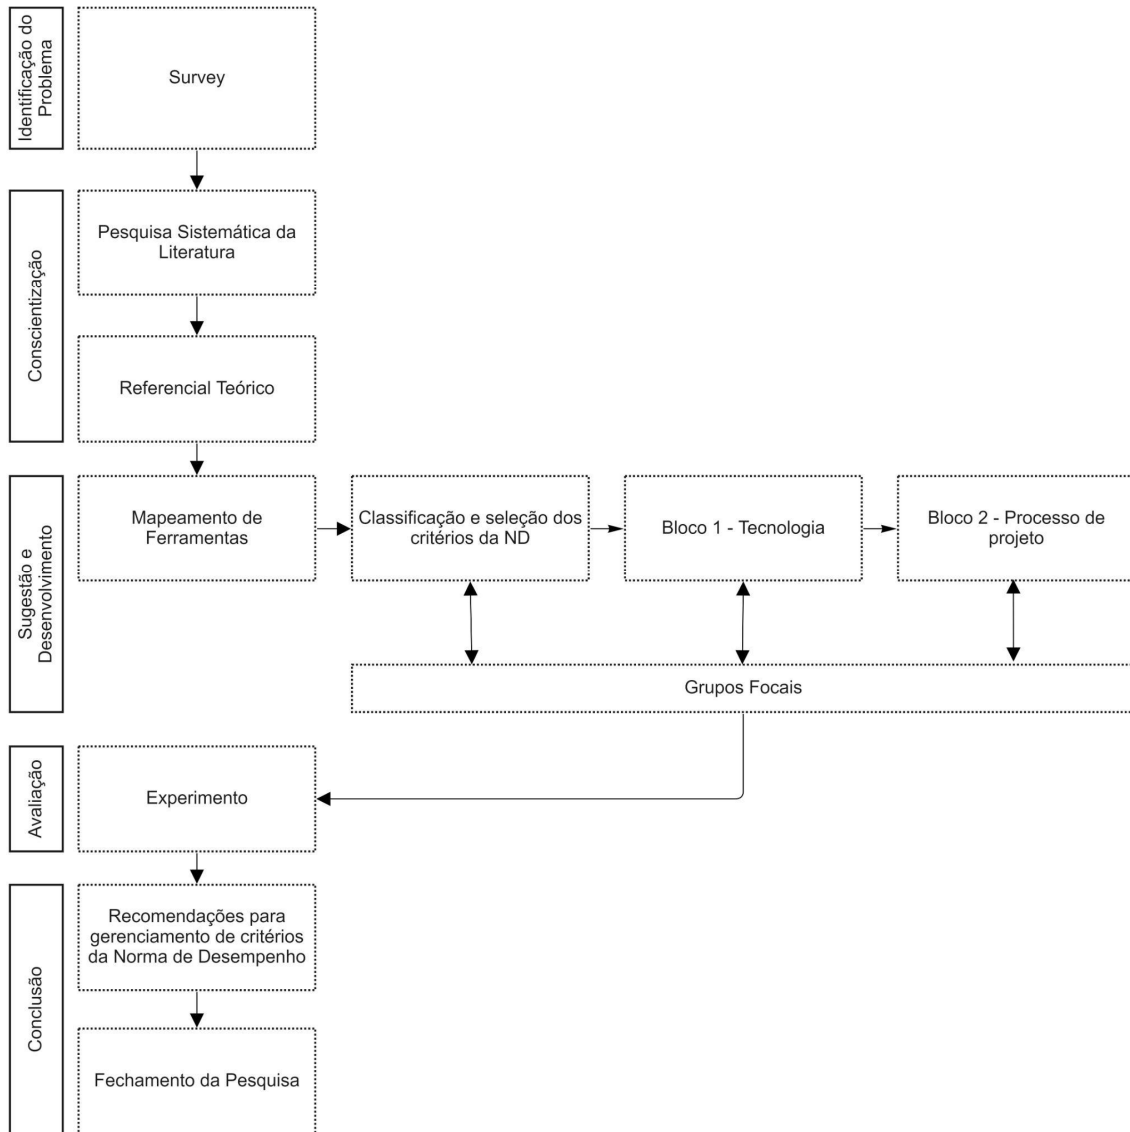 Identificação do
Problema
Survey
Conscientização
Pesquisa Sistemática da
Literatura
Referencial Teórico
Sugestão e
Desenvolvimento
Mapeamento de
Ferramentas
Classificação e seleção dos
critérios da ND
Bloco 1 - Tecnologia
Bloco 2 - Processo de
projeto
Grupos Focais
Avaliação
Experimento
Conclusão
Recomendações para
gerenciamento de critérios
da Norma de Desempenho
Fechamento da Pesquisa